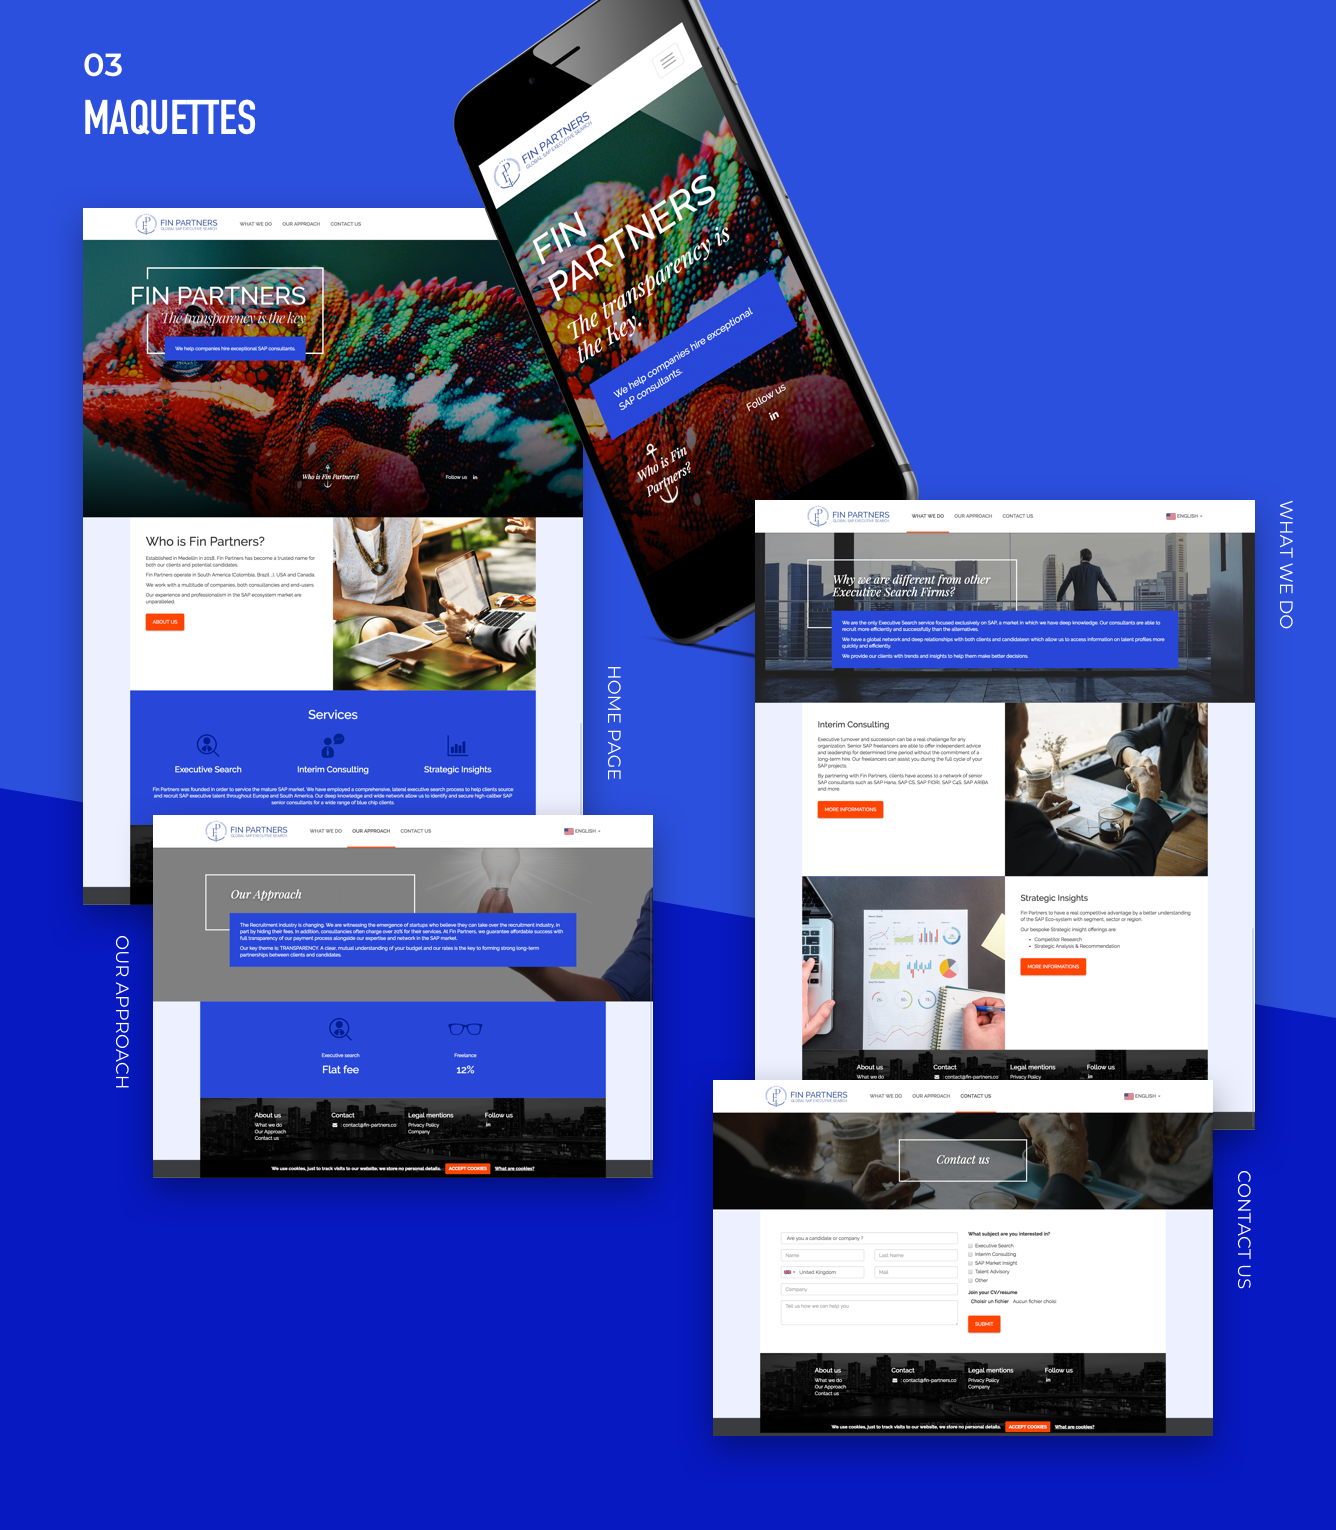 03
MAQUETTES
FIN PARTNERS
GLOBAL SAP EXECUTIVE SEARCH
FIN
PARTNERS
The transparency is
the Key.
We help companies hire exceptional
SAP consultants.
Follow us
in
Who is Fin
Partners?
FIN PARTNERS
GLOBAL SAP EXECUTIVE SEARCH
WHAT WE DO OUR APPROACH CONTACT US
FIN PARTNERS
The transparency is the key
We help companies hire exceptional SAP consultants.
Who is Fin Partners?
Follow us in
Who is Fin Partners?
Established in Medellin in 2018, Fin Partners has become a trusted name for
both our clients and potential candidates.
Fin Partners operate in South America (Colombia, Brazil...), USA and Canada.
We work with a multitude of companies, both consultancies and end-users.
Our experience and professionalism in the SAP ecosystem market are
unparalleled
ABOUT US
Services
Executive Search Interim Consulting Strategic Insights
Fin Partners was founded in order to service the mature SAP market. We have employed a comprehensive, lateral executive search process to help clients source
and recruit SAP executive talent throughout Europe and South America. Our deep knowledge and wide network allow us to identify and secure high-caliber SAP
senior consultants for a wide range of blue chip clients.
HOME PAGE
FIN PARTNERS
GLOBAL SAP EXECUTIVE SEARCH
WHAT WE DO OUR APPROACH CONTACT US ENGLISH
Our Approach
The Recruitment industry is changing. We are witnessing the emergence of startups who believe they can take over the recruitment industry, in
part by hiding their fees. In addition, consultancies often charge over 20% for their services. At Fin Partners, we guarantee affordable success with
full transparency of our payment process alongside our expertise and network in the SAP market.
Our key theme is TRANSPARENCY. A clear, mutual understanding of your budget and our rates is the key to forming strong long-term
partnerships between clients and candidates.
Executive search Freelance
Flat fee 12%
About us Contact Legal mentions Follow us
What we do : contact@fin-partners.co Privacy Policy in
Our Approach Company
Contact us
We use cookies, just to track visits to our website, we store no personal details. ACCEPT COOKIES What are cookies?
OUR APPROACH
FIN PARTNERS
GLOBAL SAP EXECUTIVE SEARCH
WHAT WE DO OUR APPROACH CONTACT US ENGLISH
Why we are different from other
Executive Search Firms?
We are the only Executive Search service focused exclusively on SAP, a market in which we have deep knowledge. Our consultants are able to
recruit more efficiently and successfully than the alternatives.
We have a global network and deep relationships with both clients and candidatesn which allow us to access information on talent profiles more
quickly and efficiently.
We provide our clients with trends and insights to help them make better decisions.
Interim Consulting
Executive turnover and succession can be a real challenge for any
organization. Senior SAP freelancers are able to offer independent advice
and leadership for determined time period without the commitment of a
long-term hire. Our freelancers can assist you during the full cycle of your
SAP projects.
By partnering with Fin Partners, clients have access to a network of senior
SAP consultants such as SAP Hana, SAP CS, SAP FIORI, SAP C4S, SAP ARIBA
and more.
MORE INFORMATIONS
Strategic Insights
Fin Partners to have a real competitive advantage by a better understanding
of the SAP Eco-system with segment, sector or region.
Our bespoke Strategic insight offerings are
• Competitor Research
• Strategic Analysis & Recommendation
MORE INFORMATIONS
About us Contact Legal mentions Follow us
What we do : contact@fin-partners.co Privacy Policy in
WHAT WE DO
FIN PARTNERS
GLOBAL SAP EXECUTIVE SEARCH
WHAT WE DO OUR APPROACH CONTACT US ENGLISH
Contact us
Are you a candidate or company ?
Name Last Name
United Kingdom Mail
Company
Tell us how we can help you
What subject are you interested in?
Executive Search
Interim Consulting
SAP Market Insight
Talent Advisory
Other
Join your CV/resume
Choisir un fichier Aucun fichier choisi
SUBMIT
About us Contact Legal mentions Follow us
What we do : contact@fin-partners.co Privacy Policy in
Our Approach Company
Contact us
We use cookies, just to track visits to our website, we store no personal details. ACCEPT COOKIES What are cookies?
CONTACT US